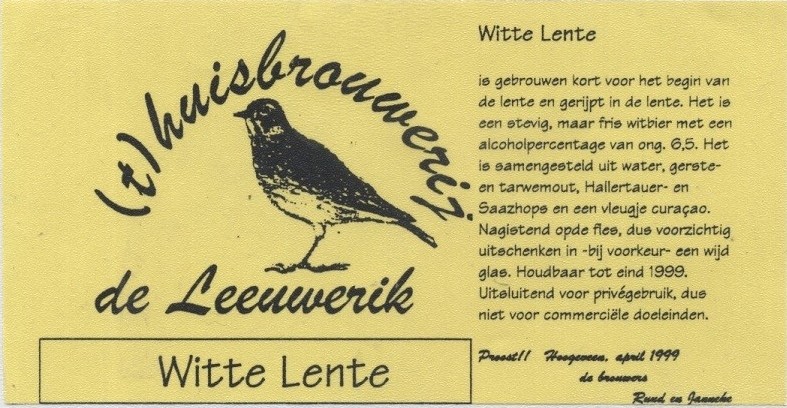 (t)huisbrouwerij
de Leeuwerik
Witte Lente
Witte Lente
is gebrouwen kort voor het begin van
de lente en gerijpt in de lente. Het is
een stevig, maar fris witbier met een
alcoholpercentage van ong. 6,5. Het
is samengesteld uit water, gerste-
en tarwemout, Hallertauer- en
Saazhops en een vleugje curaçao.
Nagistend opde fles, dus voorzichtig
uitschenken in -bij voorkeur- een wijd
glas. Houdbaar tot eind 1999.
Uitsluitend voor privégebruik, dus
niet voor commerciële doeleinden.
Proost!! Hoogeveen, april 1999
de brouwers
Ruud en Janneke